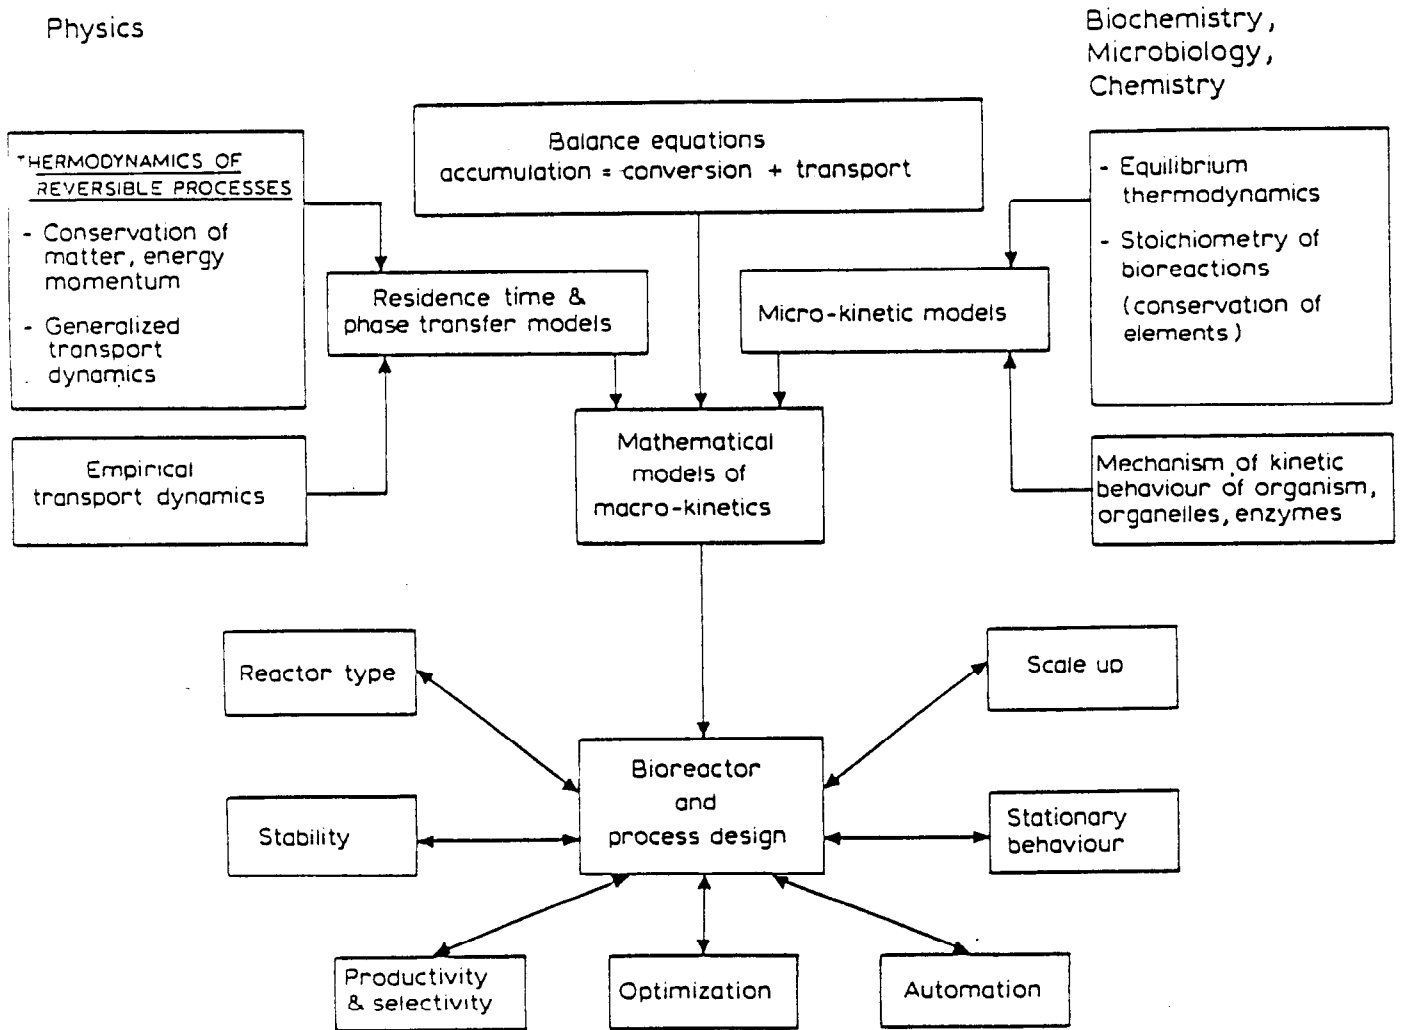 Physics
Biochemistry,
Microbiology,
Chemistry
Balance equations
accumulation = conversion + transport
THERMODYNAMICS OF
REVERSIBLE PROCESSES
- Conservation of
matter, energy
momentum
- Generalized
transport
dynamics
- Equilibrium
thermodynamics
- Stoichiometry of
bioreactions
(conservation of
elements)
Residence time &
phase transfer models
Micro-kinetic models
Empirical
transport dynamics
Mathematical
models of
macro-kinetics
Mechanism of kinetic
behaviour of organism,
organelles, enzymes
Reactor type
Scale up
Bioreactor
and
process design
Stability
Stationary
behaviour
Productivity
& selectivity
Optimization
Automation